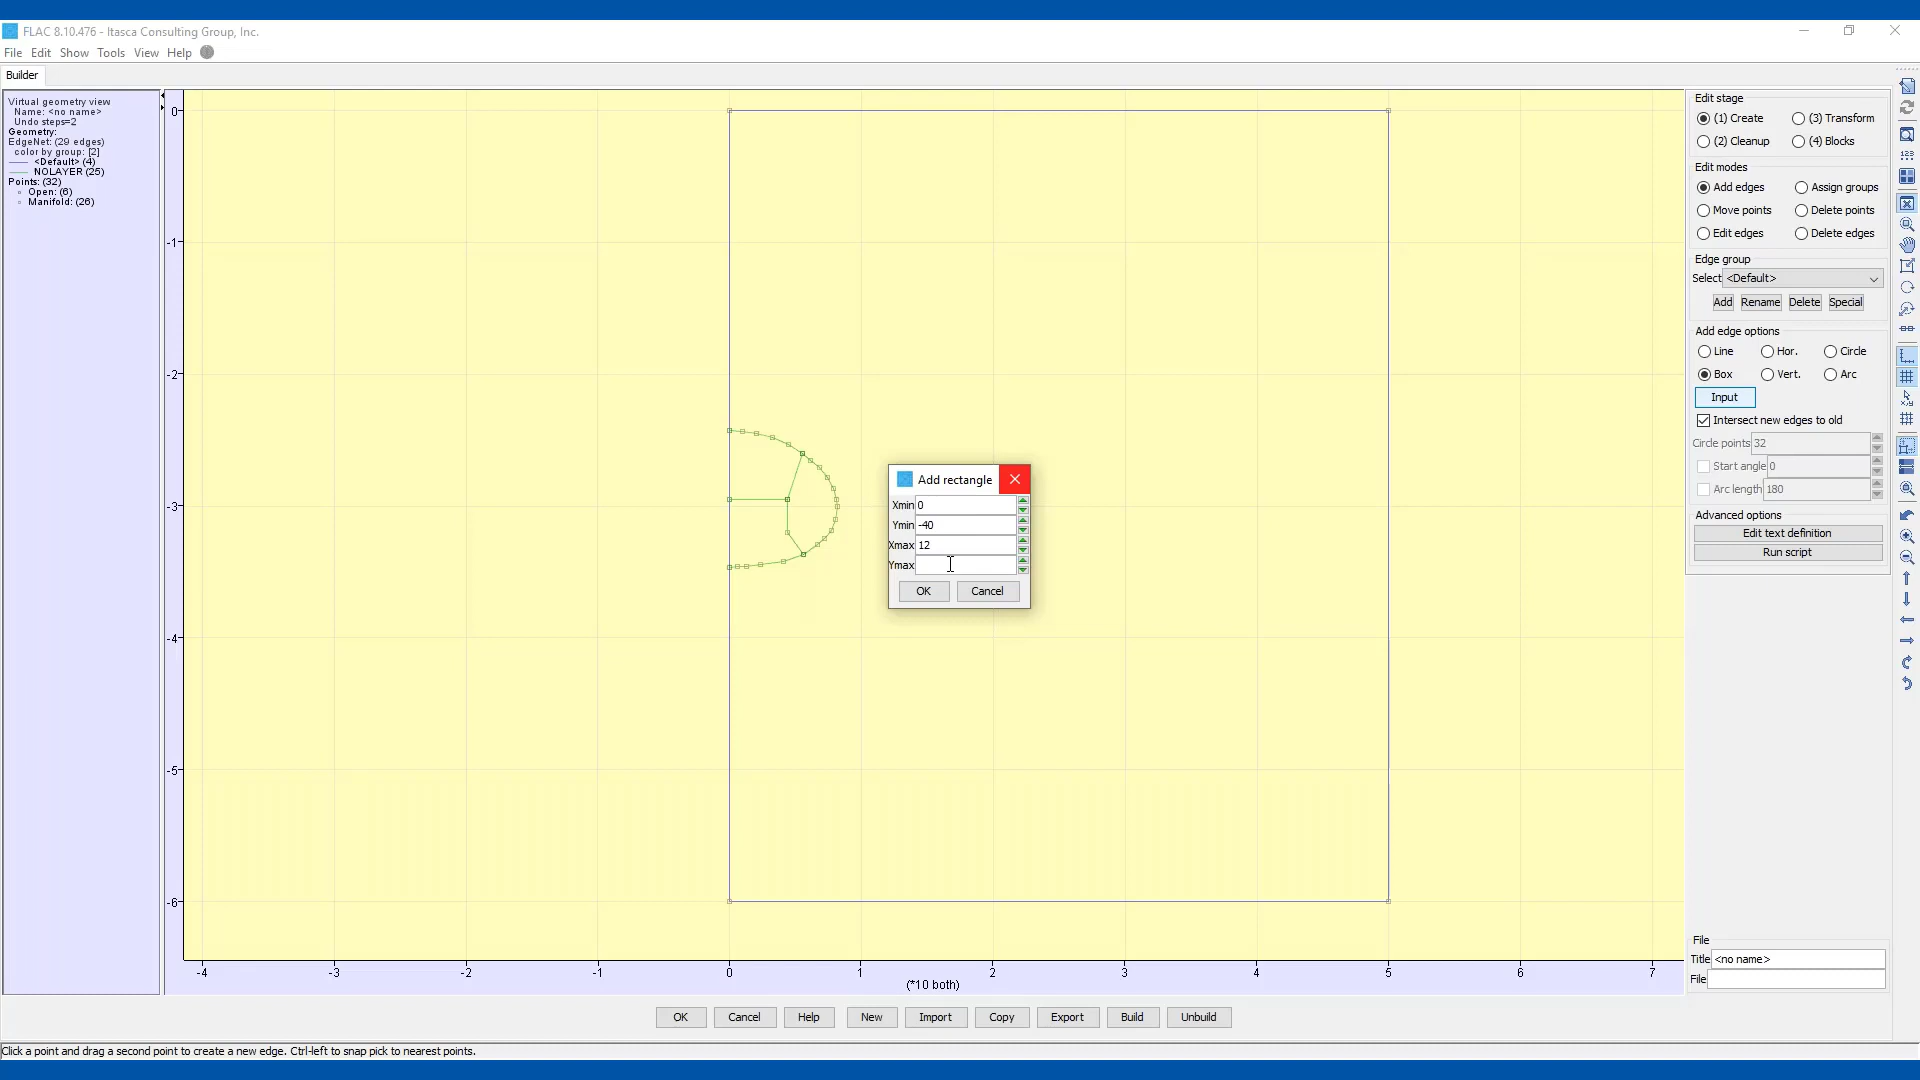 FLAC 8.10.476 - Itasca Consulting Group, Inc.
File Edit Show Tools View Help
Builder
Virtual geometry view
Name: <no name>
Undo steps=2
Geometry:
EdgeNet: (29 edges)
color by group: [2]
<Default> (4)
NOLAYER (25)
Points: (32)
Open: (6)
Manifold: (26)
0
-1
-2
-3
-4
-5
-6
-4 -3 -2 -1 0 1 2 3 4 5 6 7
(*10 both)
Add rectangle
Xmin 0
Ymin -40
Xmax 12
Ymax
OK Cancel
Edit stage
(1) Create (3) Transform
(2) Cleanup (4) Blocks
Edit modes
Add edges Assign groups
Move points Delete points
Edit edges Delete edges
Edge group
Select <Default>
Add Rename Delete Special
Add edge options
Line Hor. Circle
Box Vert. Arc
Input
Intersect new edges to old
Circle points 32
Start angle 0
Arc length 180
Advanced options
Edit text definition
Run script
File
Title <no name>
File
123
OK Cancel Help New Import Copy Export Build Unbuild
Click a point and drag a second point to create a new edge. Ctrl-left to snap pick to nearest points.